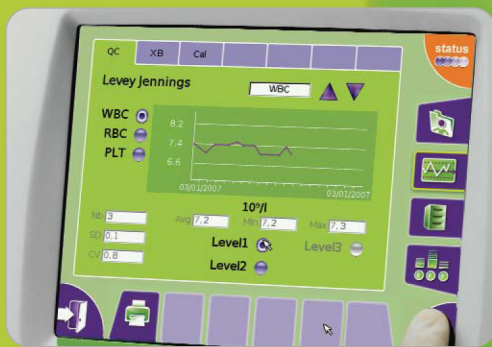 QC XB Cal
status
Levey Jennings WBC
WBC
RBC
PLT
8.2
7.4
6.6
03/01/2007 03/01/2007
10⁹/l
Nb 3 Avg 7,2 Min 7,2 Max 7,3
SD 0,1
CV 0,8
Level1 Level3
Level2